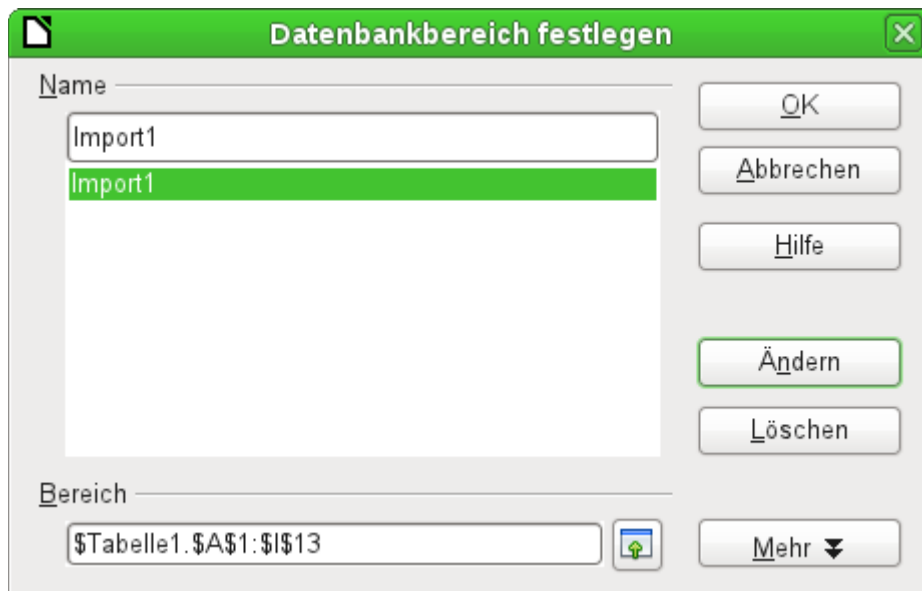 Datenbankbereich festlegen
Name
Import1
Import1
OK
Abbrechen
Hilfe
Ändern
Löschen
Bereich
$Tabelle1.$A$1:$I$13
Mehr